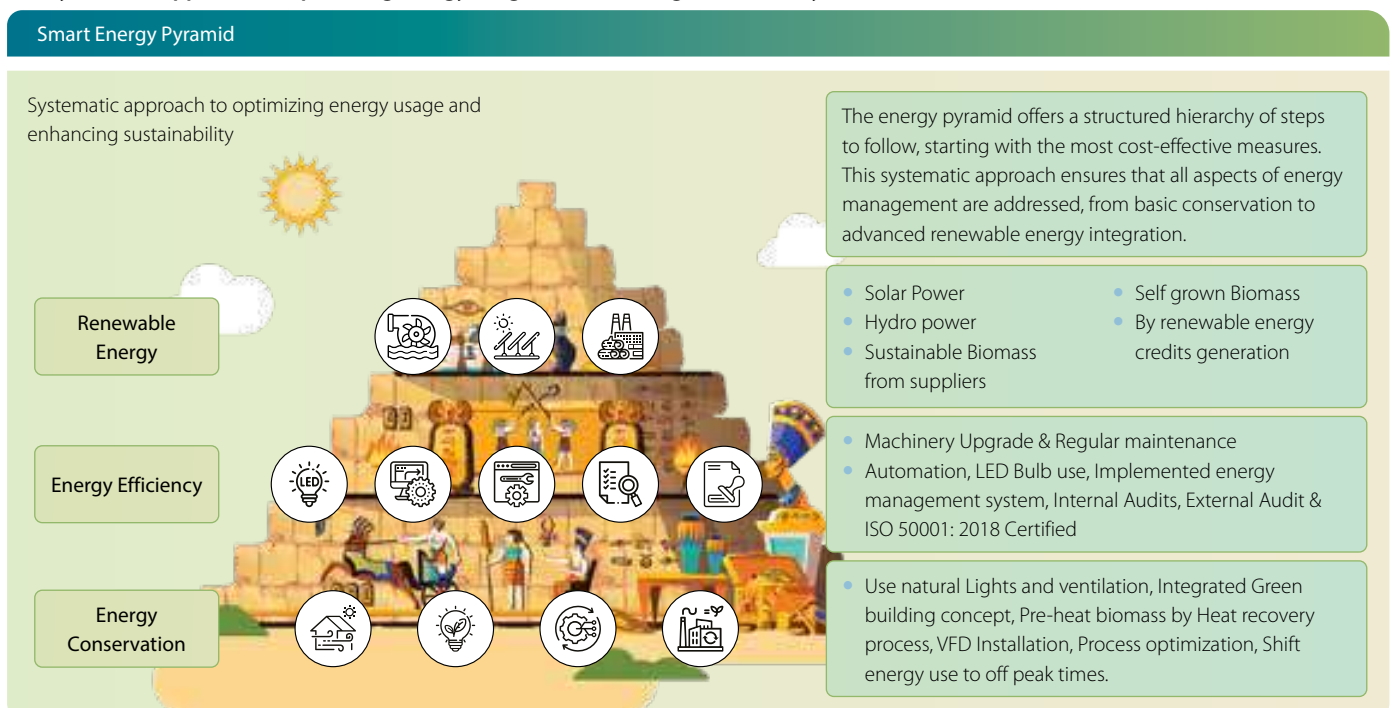 Smart Energy Pyramid
Systematic approach to optimizing energy usage and
enhancing sustainability
The energy pyramid offers a structured hierarchy of steps
to follow, starting with the most cost-effective measures.
This systematic approach ensures that all aspects of energy
management are addressed, from basic conservation to
advanced renewable energy integration.
Renewable
Energy
• Solar Power
• Hydro power
• Sustainable Biomass
from suppliers
• Self grown Biomass
• By renewable energy
credits generation
Energy Efficiency
LED
• Machinery Upgrade & Regular maintenance
• Automation, LED Bulb use, Implemented energy
management system, Internal Audits, External Audit &
ISO 50001: 2018 Certified
Energy
Conservation
• Use natural Lights and ventilation, Integrated Green
building concept, Pre-heat biomass by Heat recovery
process, VFD Installation, Process optimization, Shift
energy use to off peak times.